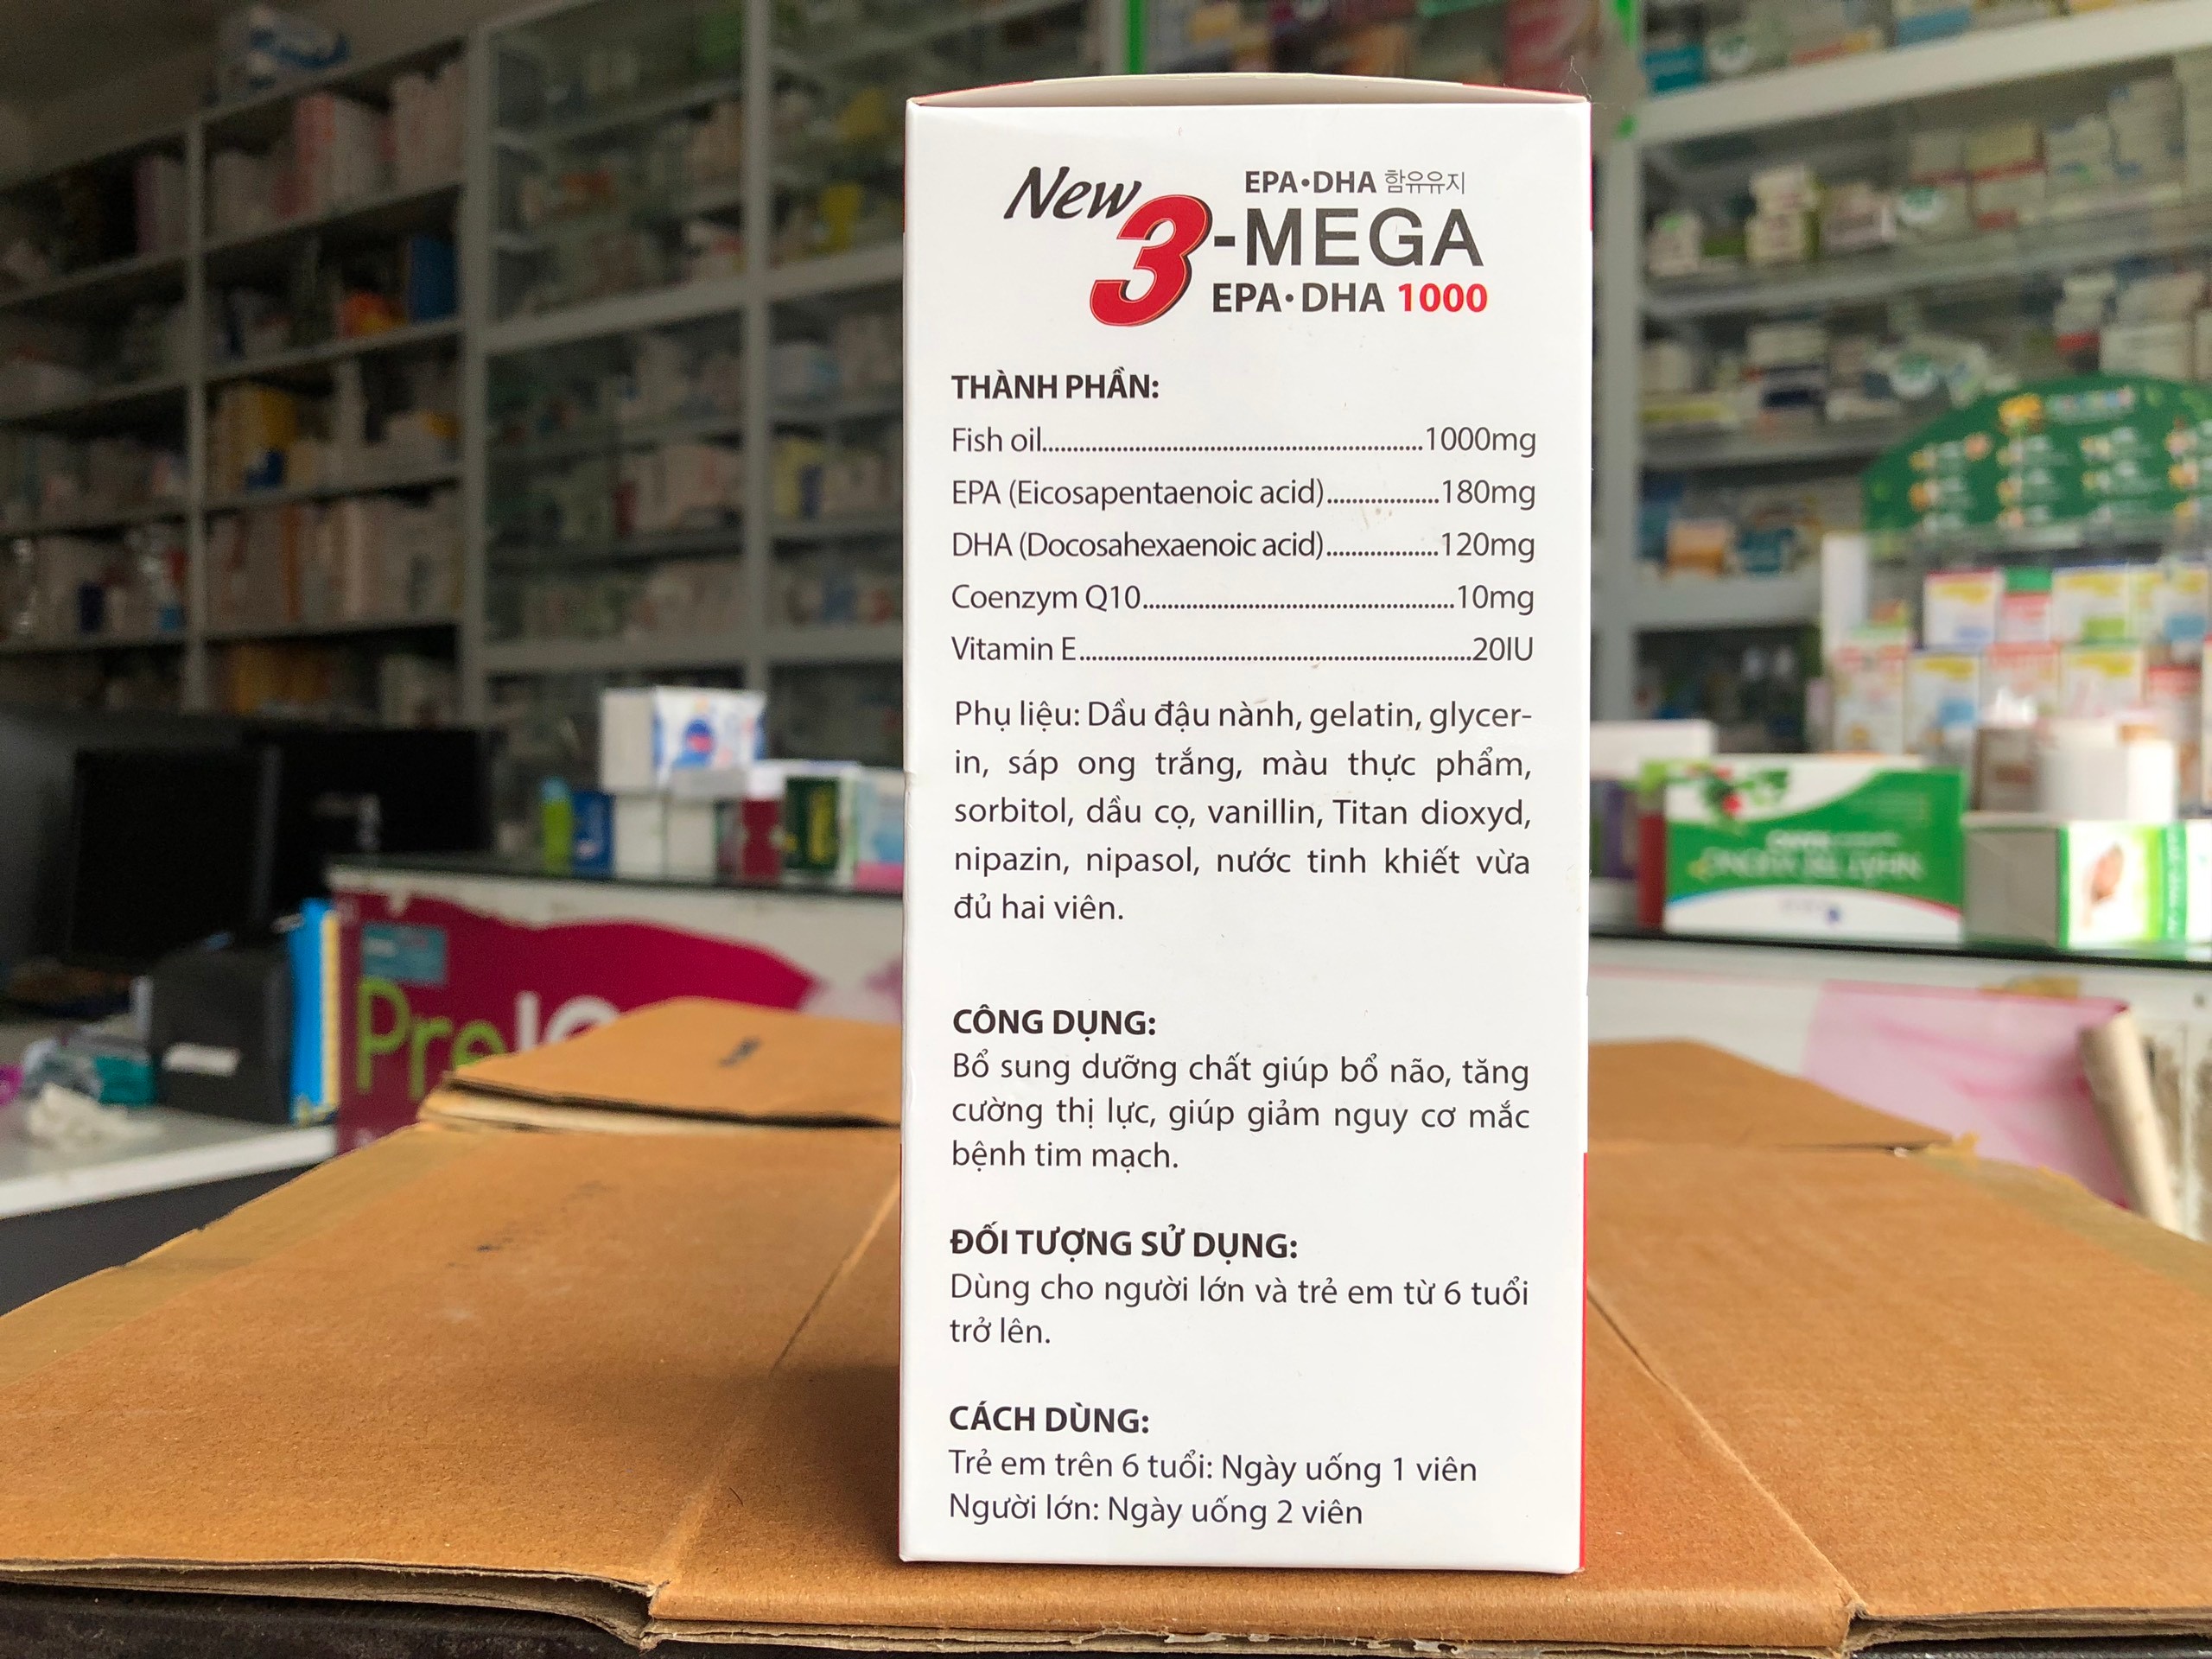 New
EPA•DHA 함유유지
3-MEGA
EPA•DHA 1000
THÀNH PHẦN:
Fish oil..........................................................1000mg
EPA (Eicosapentaenoic acid)..................180mg
DHA (Docosahexaenoic acid)..................120mg
Coenzym Q10..................................................10mg
Vitamin E..............................................................20IU
Phụ liệu: Dầu đậu nành, gelatin, glycer-
in, sáp ong trắng, màu thực phẩm,
sorbitol, dầu cọ, vanillin, Titan dioxyd,
nipazin, nipasol, nước tinh khiết vừa
đủ hai viên.
CÔNG DỤNG:
Bổ sung dưỡng chất giúp bổ não, tăng
cường thị lực, giúp giảm nguy cơ mắc
bệnh tim mạch.
ĐỐI TƯỢNG SỬ DỤNG:
Dùng cho người lớn và trẻ em từ 6 tuổi
trở lên.
CÁCH DÙNG:
Trẻ em trên 6 tuổi: Ngày uống 1 viên
Người lớn: Ngày uống 2 viên